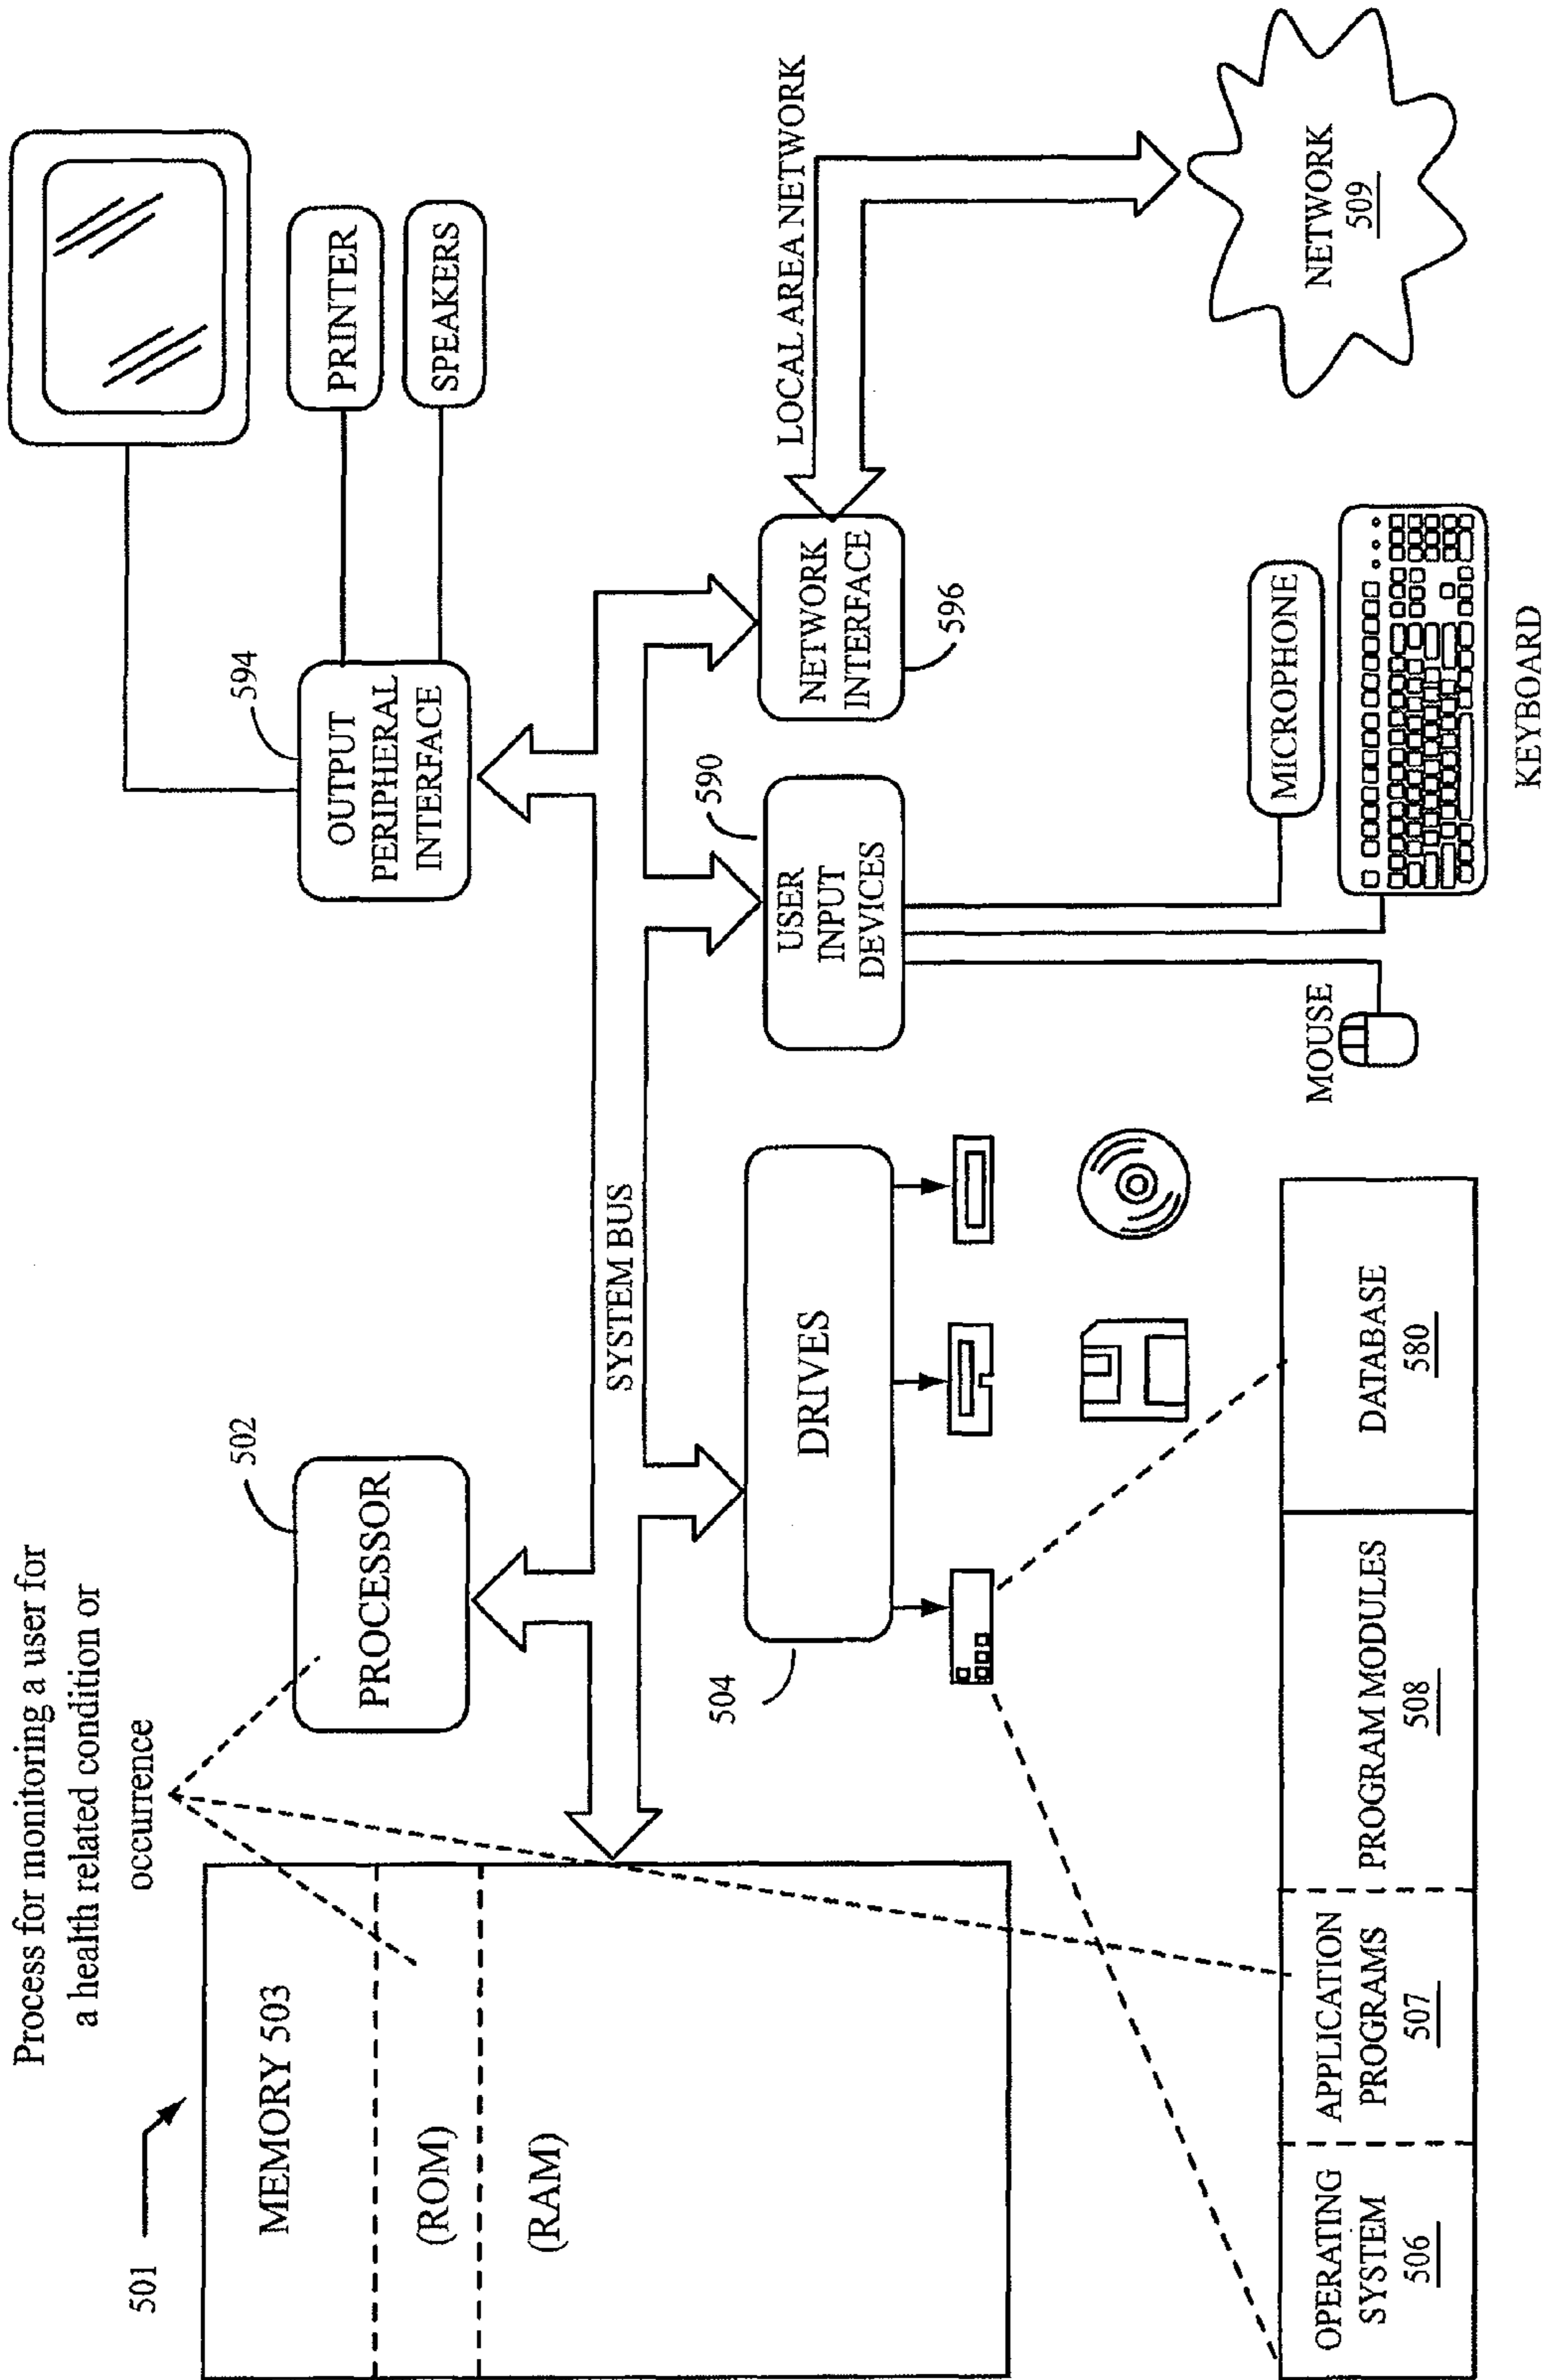 Process for monitoring a user for
a health related condition or
occurrence
501
MEMORY 503
(ROM)
(RAM)
502
PROCESSOR
SYSTEM BUS
594
OUTPUT
PERIPHERAL
INTERFACE
PRINTER
SPEAKERS
504
DRIVES
590
USER
INPUT
DEVICES
NETWORK
INTERFACE
596
LOCAL AREA NETWORK
NETWORK
509
MOUSE
MICROPHONE
KEYBOARD
OPERATING
SYSTEM
506
APPLICATION
PROGRAMS
507
PROGRAM MODULES
508
DATABASE
580